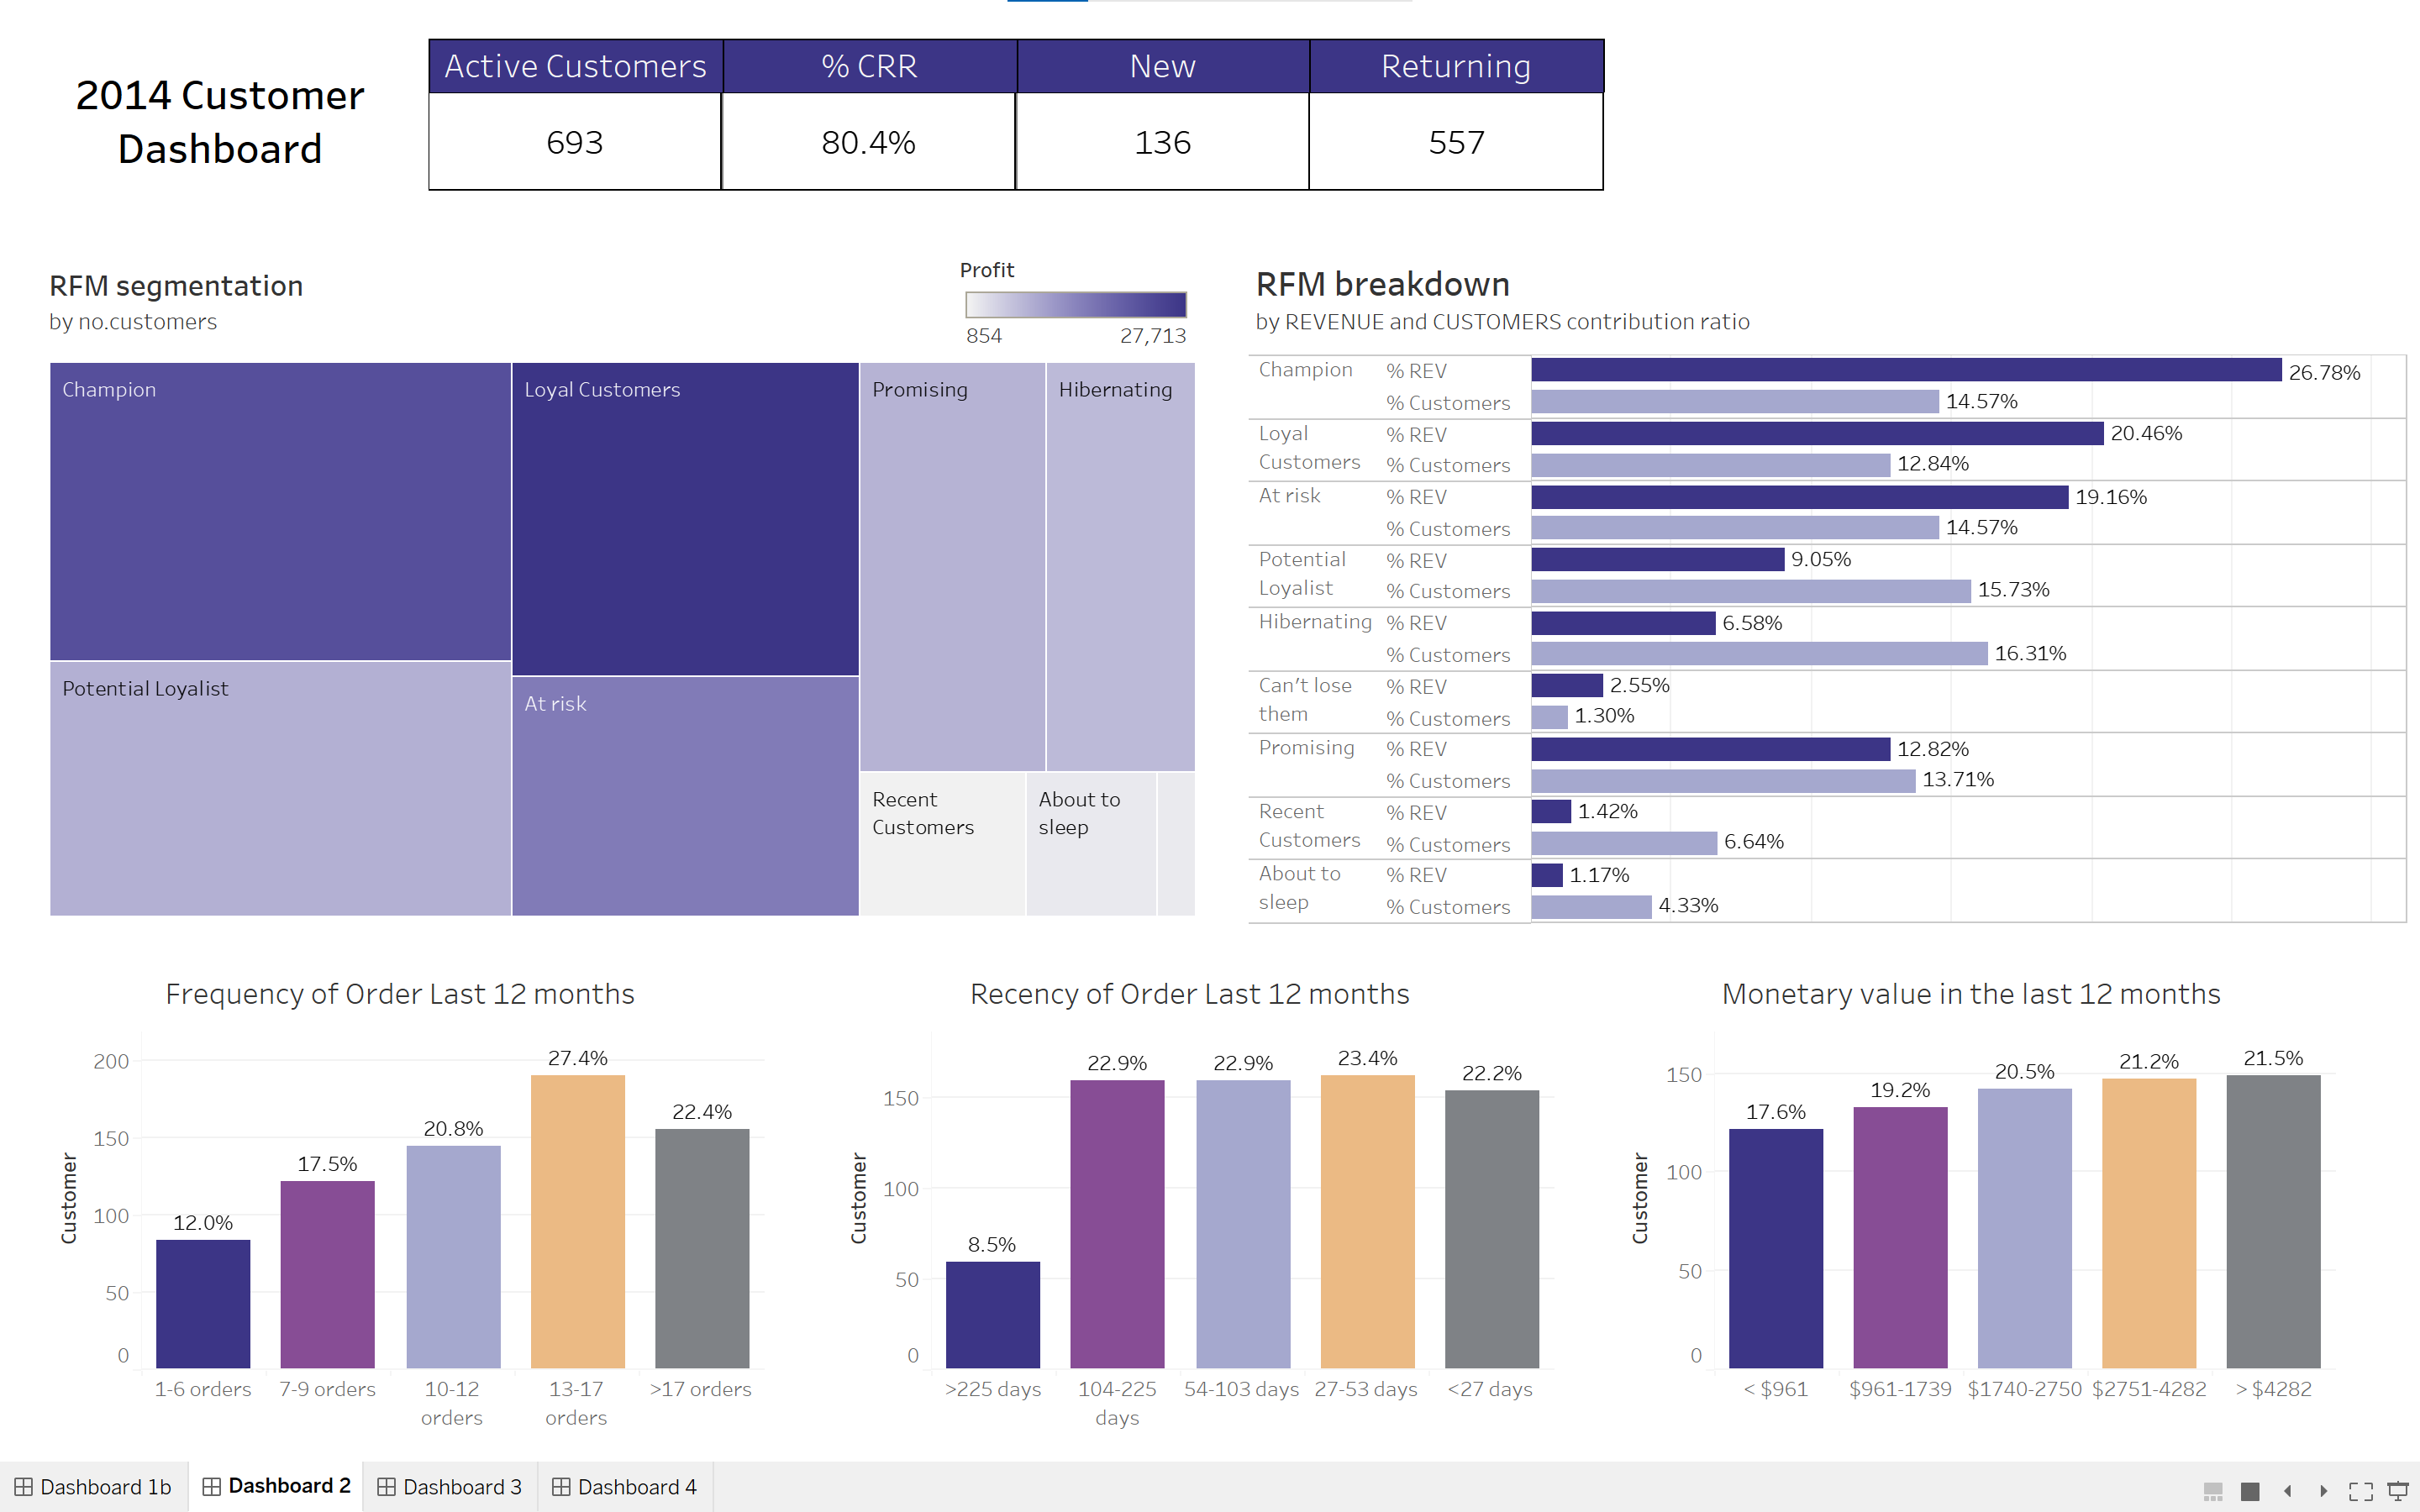 2014 Customer
Dashboard
Active Customers % CRR New Returning
693 80.4% 136 557
RFM segmentation
by no.customers
Profit
854 27,713
Champion
Loyal Customers
Promising
Hibernating
Potential Loyalist
At risk
Recent
Customers
About to
sleep
RFM breakdown
by REVENUE and CUSTOMERS contribution ratio
Champion % REV 26.78%
% Customers 14.57%
Loyal % REV 20.46%
Customers % Customers 12.84%
At risk % REV 19.16%
% Customers 14.57%
Potential % REV 9.05%
Loyalist % Customers 15.73%
Hibernating % REV 6.58%
% Customers 16.31%
Can't lose % REV 2.55%
them % Customers 1.30%
Promising % REV 12.82%
% Customers 13.71%
Recent % REV 1.42%
Customers % Customers 6.64%
About to % REV 1.17%
sleep % Customers 4.33%
Frequency of Order Last 12 months
Customer
200
150
100
50
0
12.0%
17.5%
20.8%
27.4%
22.4%
1-6 orders
7-9 orders
10-12
orders
13-17
orders
>17 orders
Recency of Order Last 12 months
Customer
150
100
50
0
8.5%
22.9%
22.9%
23.4%
22.2%
>225 days
104-225
days
54-103 days
27-53 days
<27 days
Monetary value in the last 12 months
Customer
150
100
50
0
17.6%
19.2%
20.5%
21.2%
21.5%
< $961
$961-1739
$1740-2750
$2751-4282
> $4282
Dashboard 1b Dashboard 2 Dashboard 3 Dashboard 4